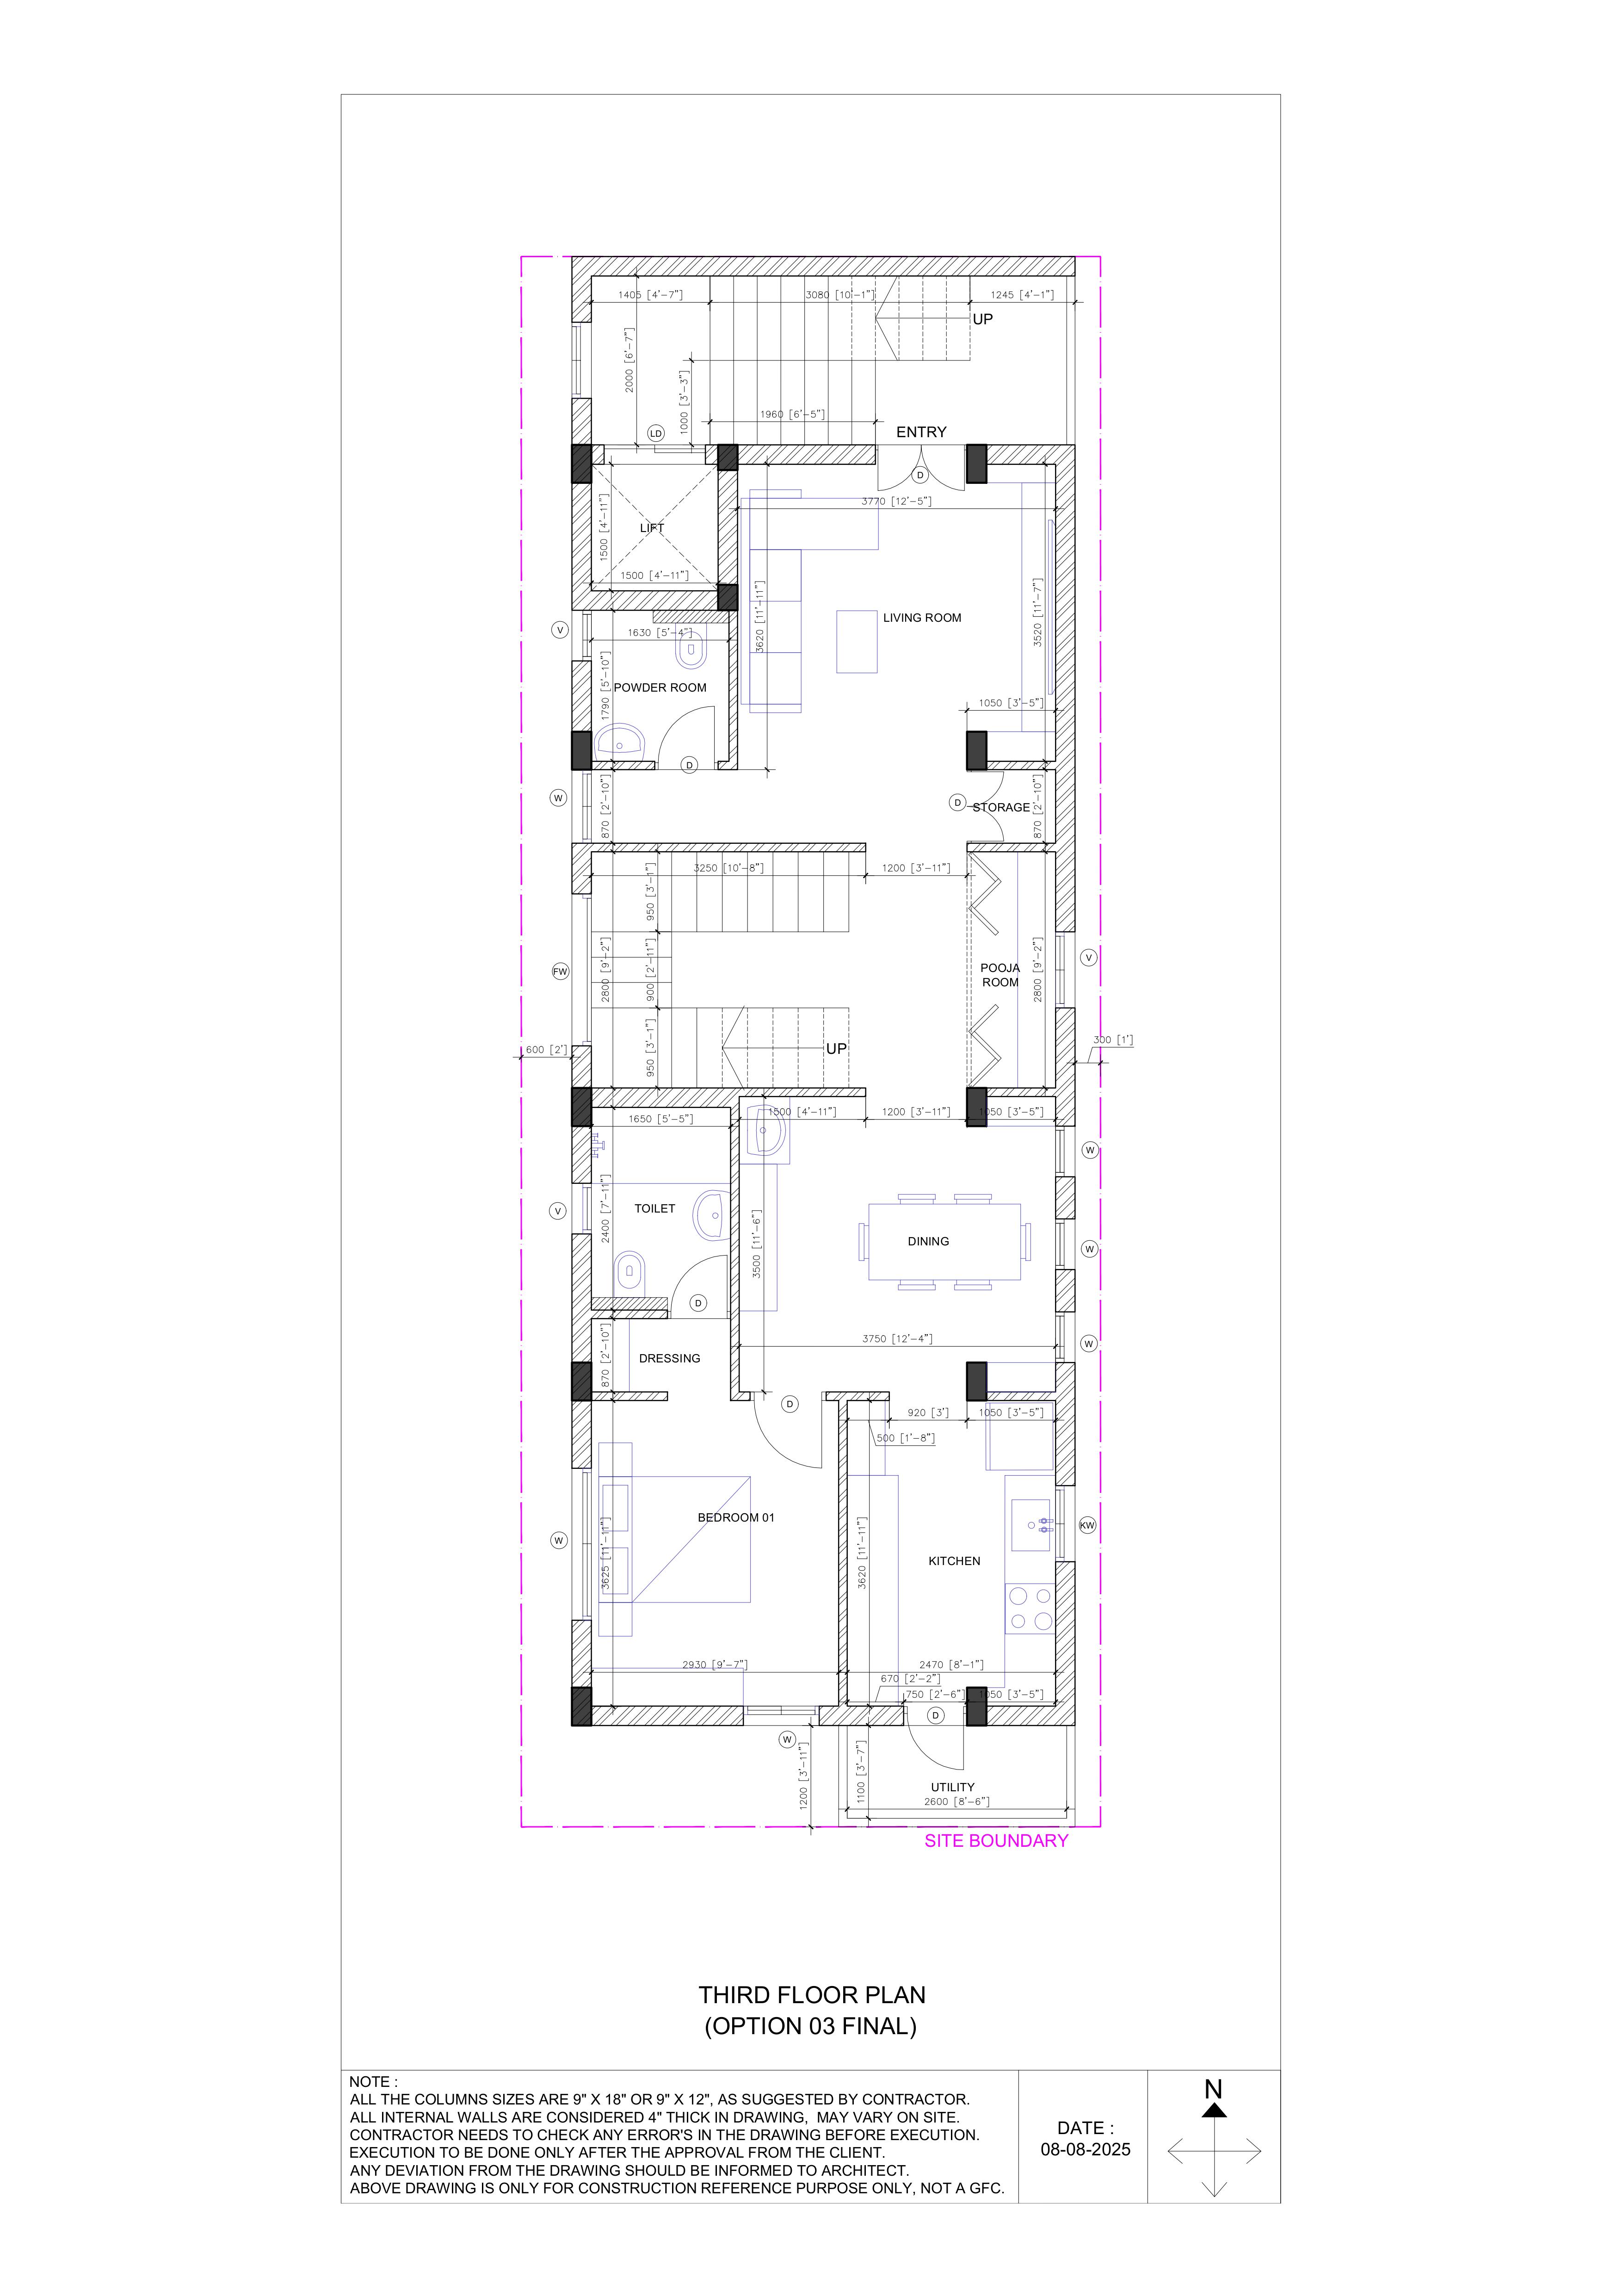 1405 [4'-7"]
3080 [10'-1"]
1245 [4'-1"]
UP
2000 [6'-7"]
1000 [3'-3"]
1960 [6'-5"]
ENTRY
LD
D
3770 [12'-5"]
1500 [4'-11"]
LIFT
1500 [4'-11"]
3620 [11'-11"]
LIVING ROOM
3520 [11'-7"]
V
1630 [5'-4"]
1790 [5'-10"]
POWDER ROOM
1050 [3'-5"]
D
W
870 [2'-10"]
D
STORAGE
870 [2'-10"]
3250 [10'-8"]
1200 [3'-11"]
950 [3'-1"]
FW
2800 [9'-2"]
900 [2'-11"]
POOJA
ROOM
2800 [9'-2"]
V
950 [3'-1"]
UP
600 [2']
300 [1']
1650 [5'-5"]
1500 [4'-11"]
1200 [3'-11"]
1050 [3'-5"]
W
V
2400 [7'-11"]
TOILET
3500 [11'-6"]
DINING
W
D
3750 [12'-4"]
W
870 [2'-10"]
DRESSING
D
920 [3']
1050 [3'-5"]
500 [1'-8"]
BEDROOM 01
KW
W
3625 [11'-11"]
3620 [11'-11"]
KITCHEN
2930 [9'-7"]
2470 [8'-1"]
670 [2'-2"]
750 [2'-6"]
1050 [3'-5"]
D
W
1200 [3'-11"]
1100 [3'-7"]
UTILITY
2600 [8'-6"]
SITE BOUNDARY
THIRD FLOOR PLAN
(OPTION 03 FINAL)
NOTE :
ALL THE COLUMNS SIZES ARE 9" X 18" OR 9" X 12", AS SUGGESTED BY CONTRACTOR.
ALL INTERNAL WALLS ARE CONSIDERED 4" THICK IN DRAWING, MAY VARY ON SITE.
CONTRACTOR NEEDS TO CHECK ANY ERROR'S IN THE DRAWING BEFORE EXECUTION.
EXECUTION TO BE DONE ONLY AFTER THE APPROVAL FROM THE CLIENT.
ANY DEVIATION FROM THE DRAWING SHOULD BE INFORMED TO ARCHITECT.
ABOVE DRAWING IS ONLY FOR CONSTRUCTION REFERENCE PURPOSE ONLY, NOT A GFC.
DATE :
08-08-2025
N